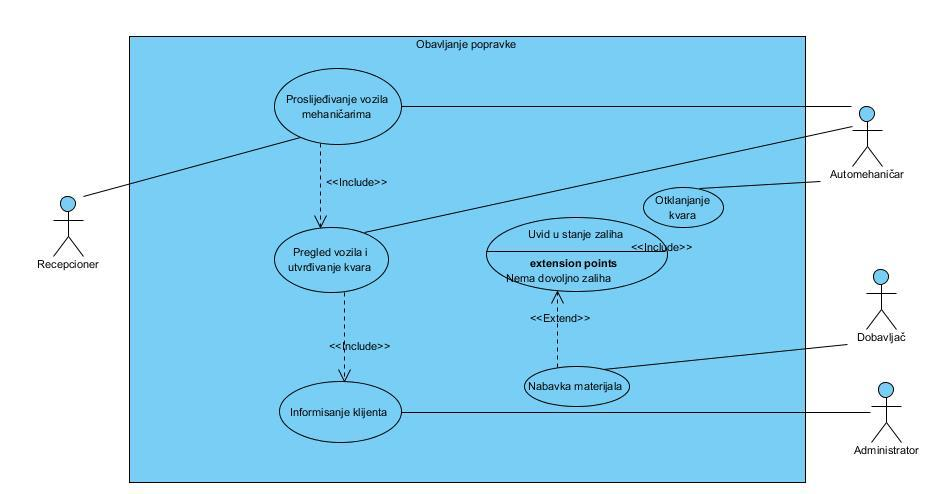 Obavljanje popravke
Proslijeđivanje vozila
mehaničarima
<<Include>>
Recepcioner
Automehaničar
Otklanjanje
kvara
Pregled vozila i
utvrđivanje kvara
Uvid u stanje zaliha
<<Include>>
extension points
Nema dovoljno zaliha
<<Extend>>
Dobavljač
<<Include>>
Nabavka materijala
Informisanje klijenta
Administrator